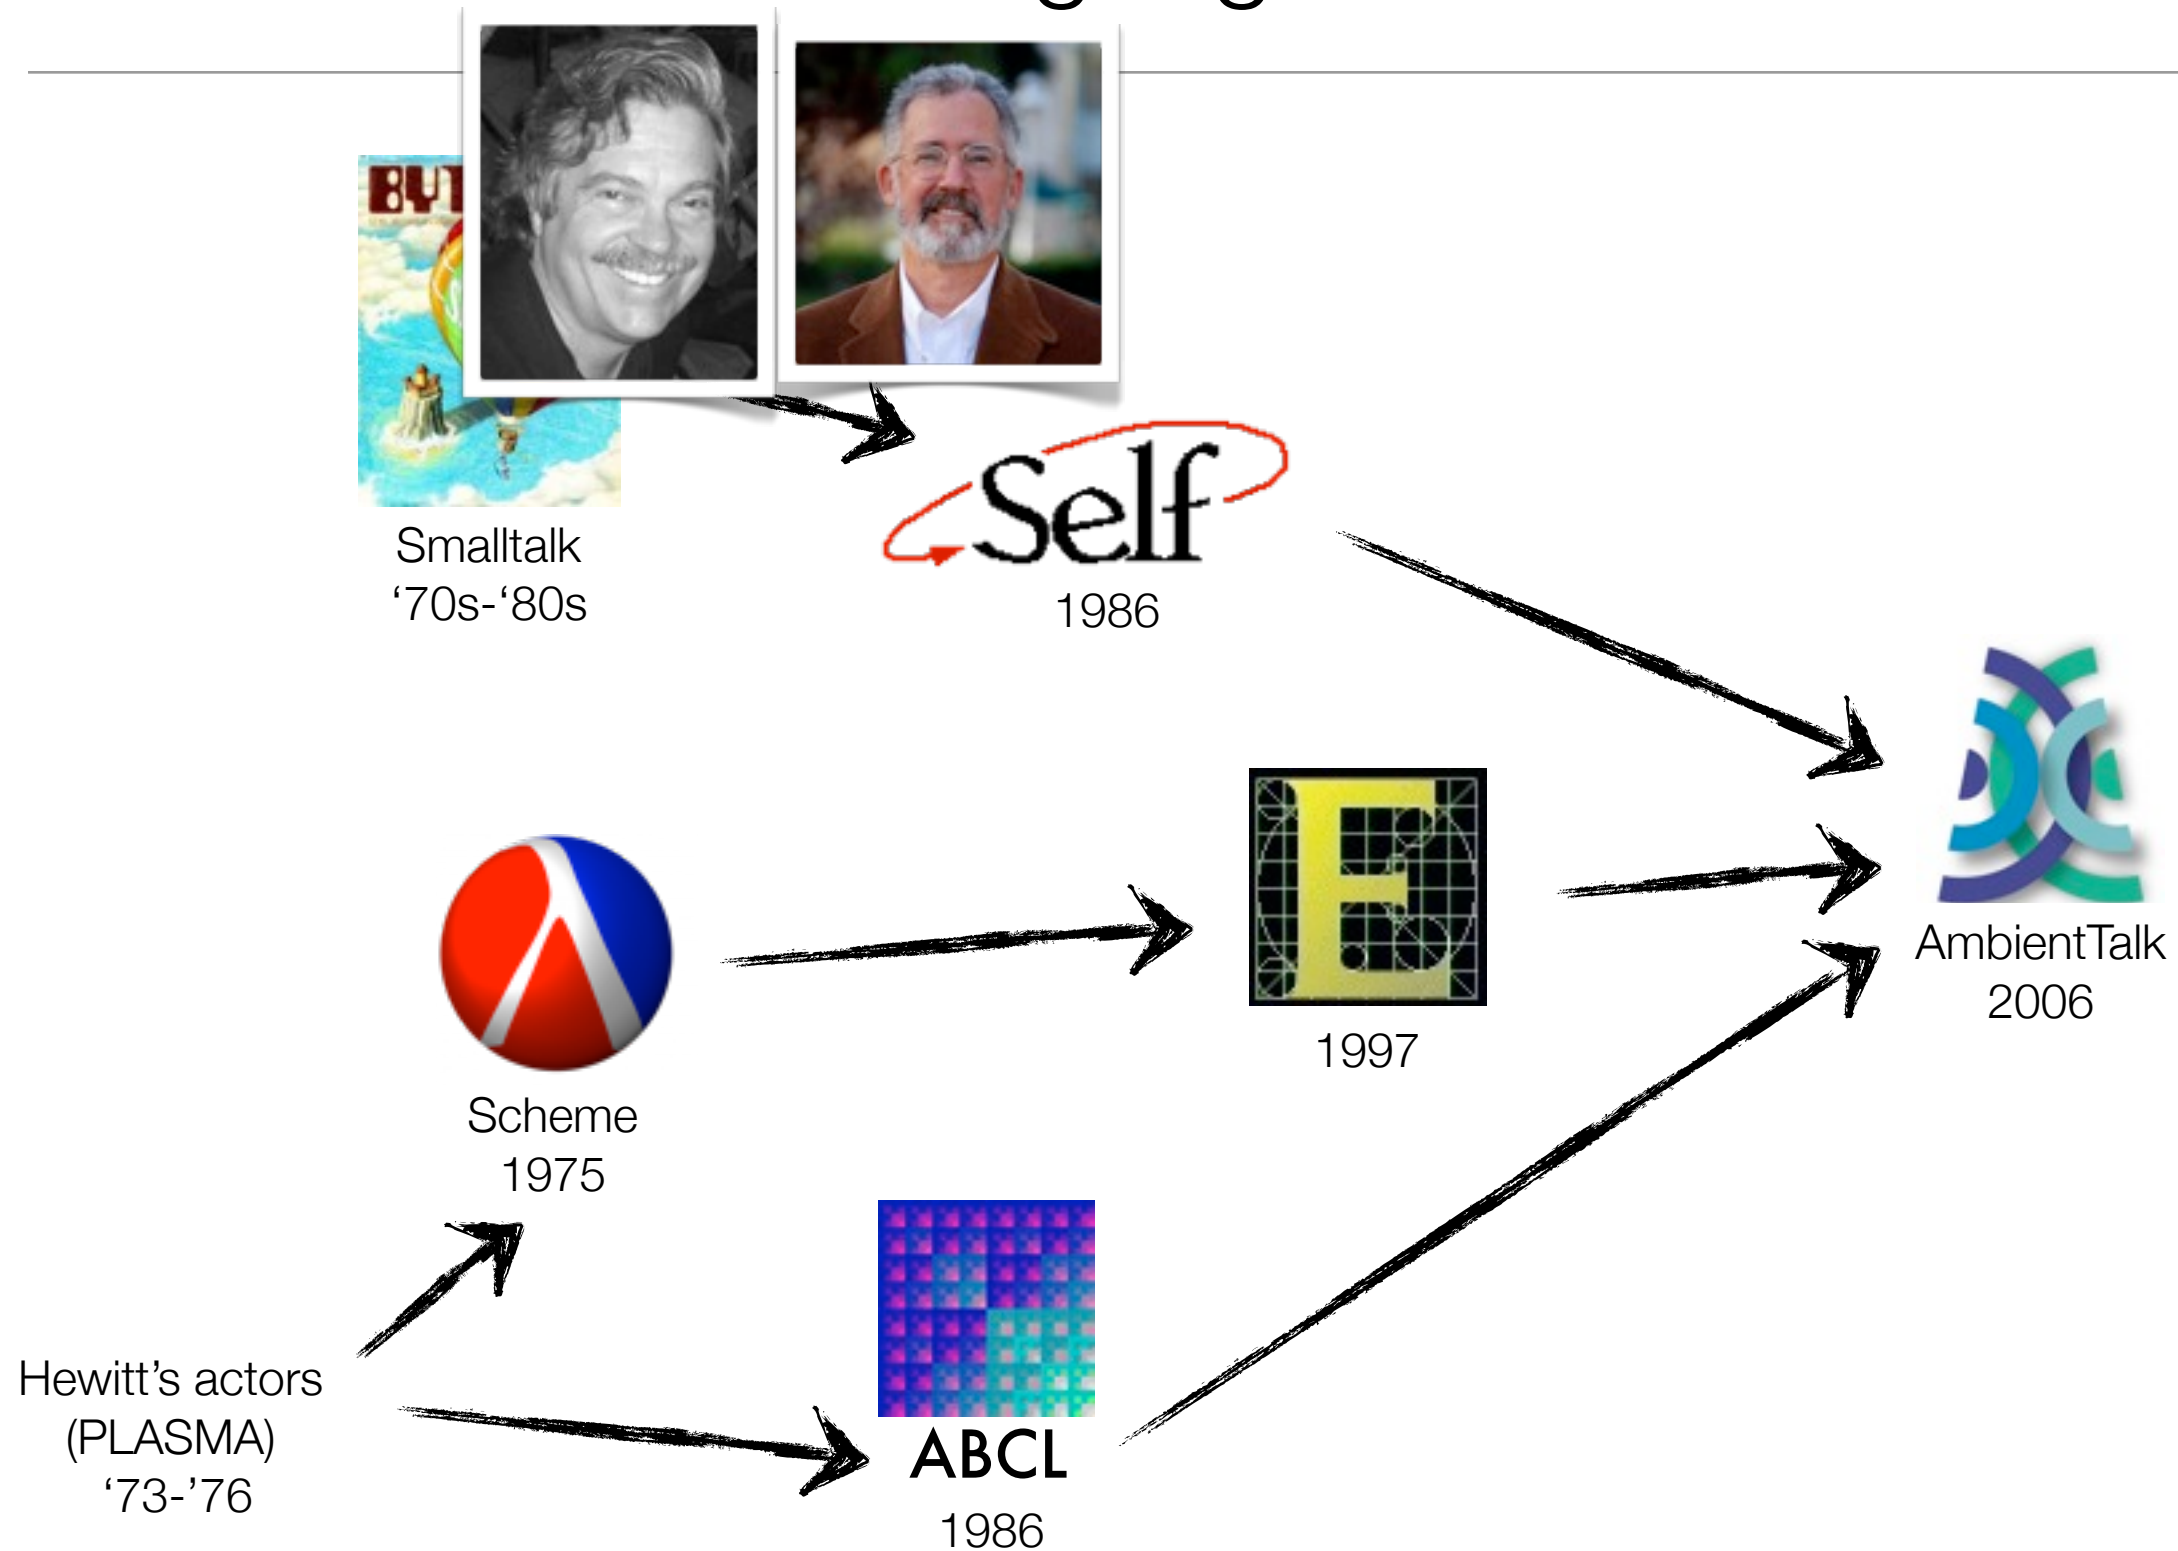 Smalltalk
‘70s-‘80s
Self
1986
AmbientTalk
2006
E
1997
Scheme
1975
Hewitt’s actors
(PLASMA)
‘73-’76
ABCL
1986